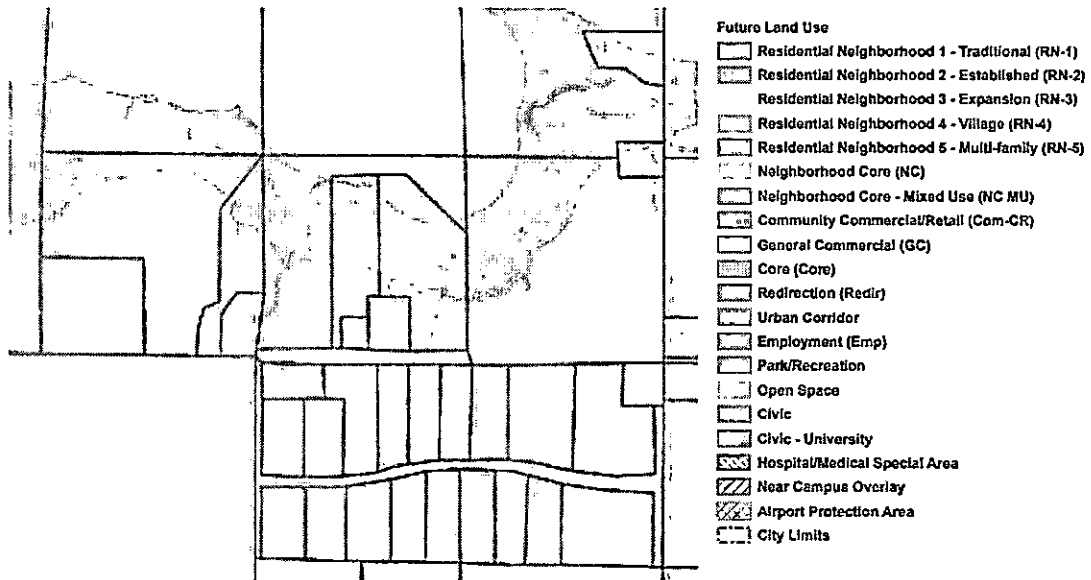 Future Land Use
Residential Neighborhood 1 - Traditional (RN-1)
Residential Neighborhood 2 - Established (RN-2)
Residential Neighborhood 3 - Expansion (RN-3)
Residential Neighborhood 4 - Village (RN-4)
Residential Neighborhood 5 - Multi-family (RN-5)
Neighborhood Core (NC)
Neighborhood Core - Mixed Use (NC MU)
Community Commercial/Retail (Com-CR)
General Commercial (GC)
Core (Core)
Redirection (Redir)
Urban Corridor
Employment (Emp)
Park/Recreation
Open Space
Civic
Civic - University
Hospital/Medical Special Area
Near Campus Overlay
Airport Protection Area
City Limits